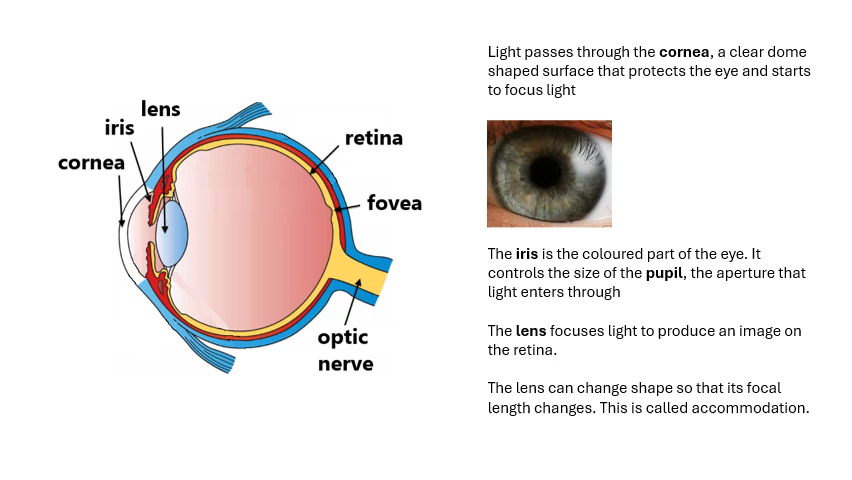 lens
iris
cornea
retina
fovea
optic
nerve
Light passes through the cornea, a clear dome
shaped surface that protects the eye and starts
to focus light
The iris is the coloured part of the eye. It
controls the size of the pupil, the aperture that
light enters through
The lens focuses light to produce an image on
the retina.
The lens can change shape so that its focal
length changes. This is called accommodation.